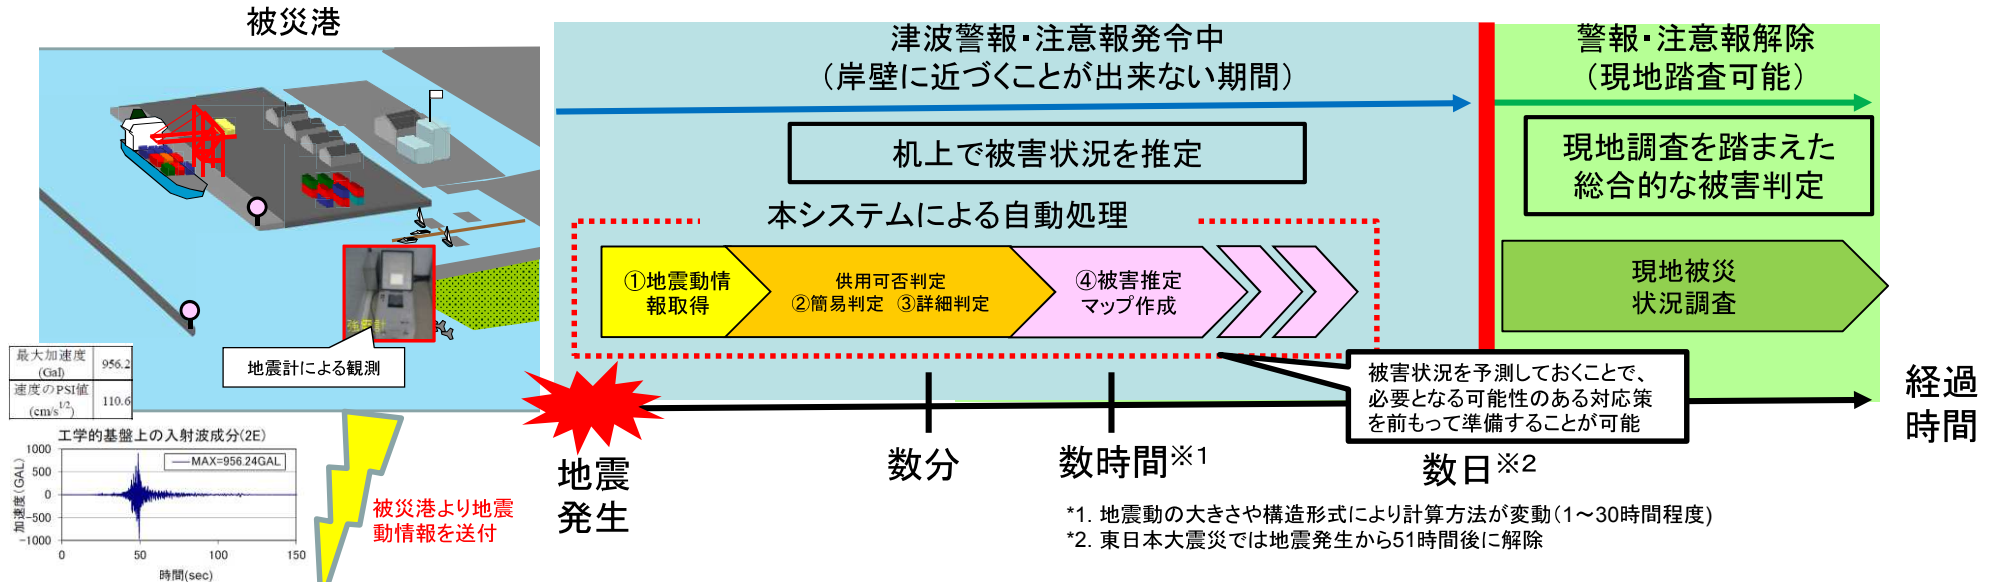 被災港
津波警報・注意報発令中
（岸壁に近づくことが出来ない期間）
警報・注意報解除
（現地踏査可能）
机上で被害状況を推定
現地調査を踏まえた
総合的な被害判定
本システムによる自動処理
①地震動情
報取得
供用可否判定
②簡易判定 ③詳細判定
④被害推定
マップ作成
現地被災
状況調査
強震計
地震計による観測
最大加速度
(Gal)
956.2
速度のPSI値
(cm/s1/2)
110.6
被害状況を予測しておくことで、
必要となる可能性のある対応策
を前もって準備することが可能
経過
時間
地震
発生
数分
数時間※1
数日※2
工学的基盤上の入射波成分(2E)
MAX=956.24GAL
加速度(GAL)
1000
500
0
-500
-1000
0 50 100 150
時間(sec)
被災港より地震
動情報を送付
*1. 地震動の大きさや構造形式により計算方法が変動（1～30時間程度)
*2. 東日本大震災では地震発生から51時間後に解除